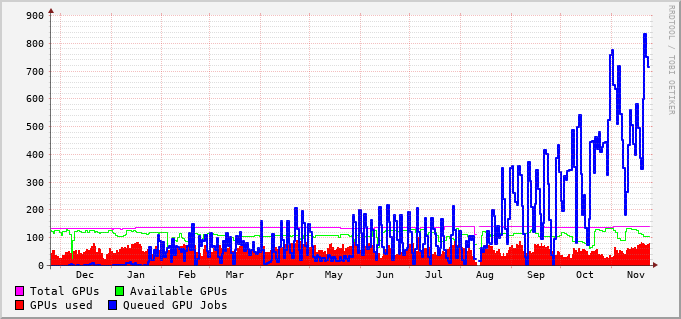 900
800
700
600
500
400
300
200
100
0
Dec Jan Feb Mar Apr May Jun Jul Aug Sep Oct Nov
RRDTOOL / TOBI OETIKER
Total GPUs Available GPUs
GPUs used Queued GPU Jobs